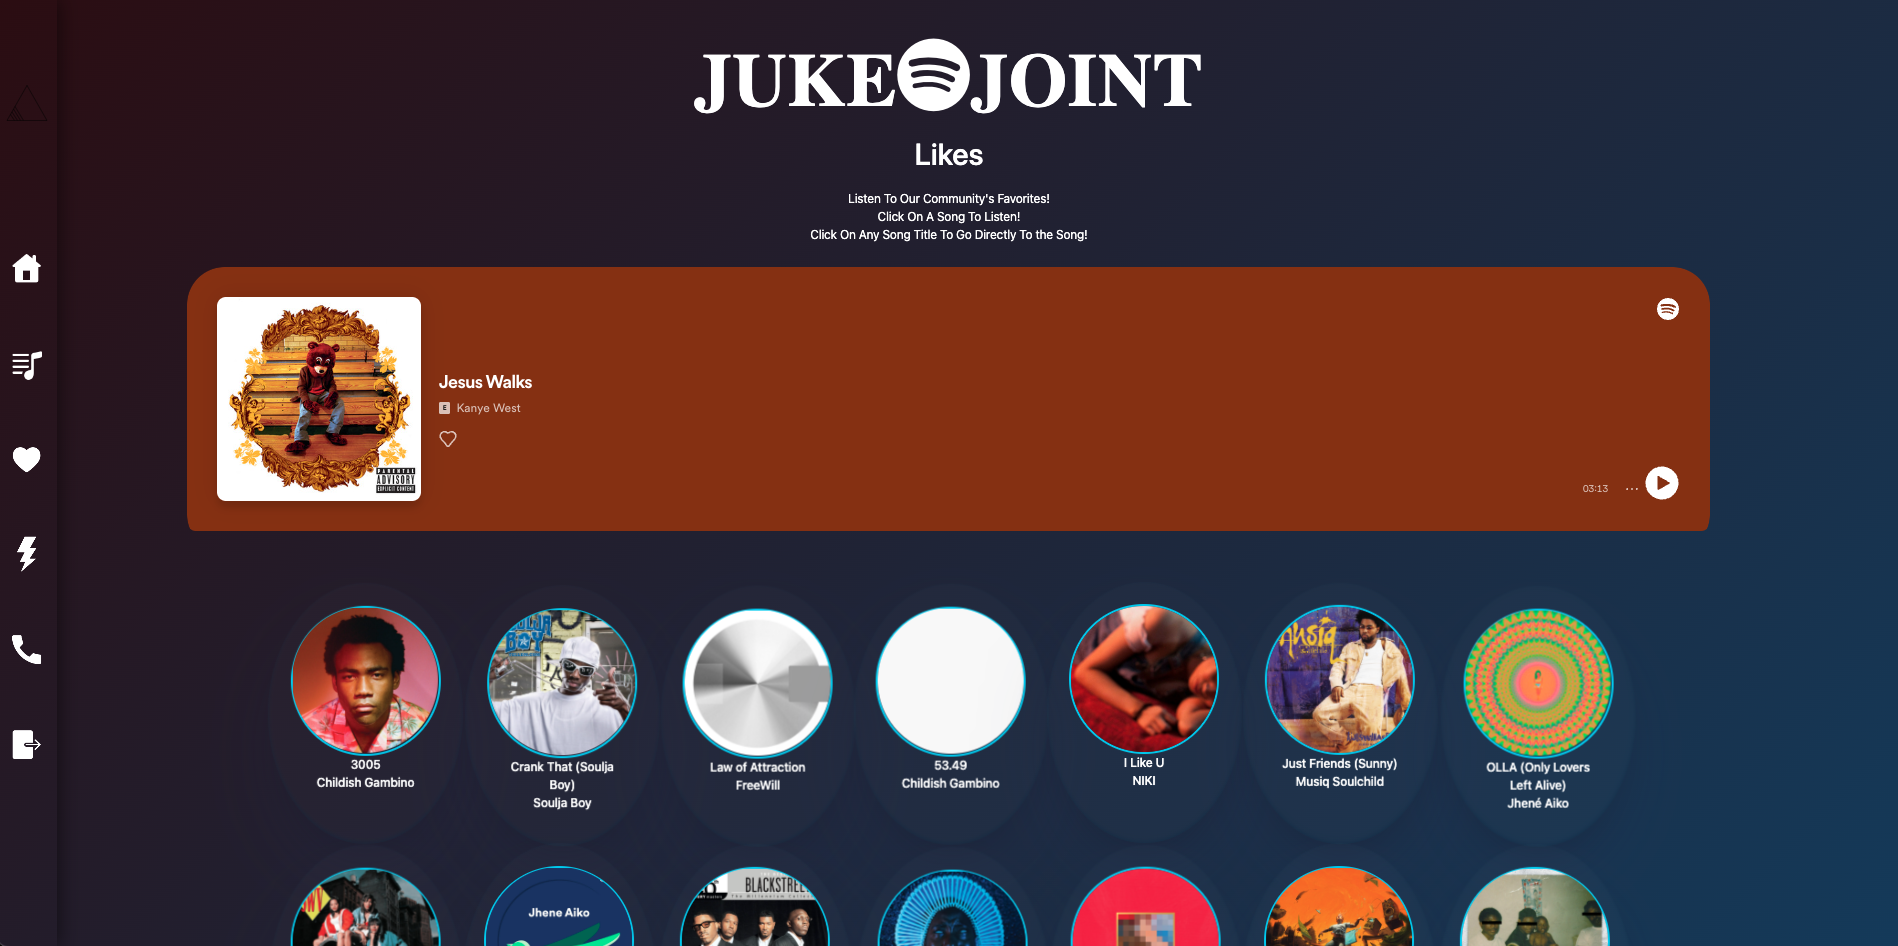 JUKE JOINT
Likes
Listen To Our Community's Favorites!
Click On A Song To Listen!
Click On Any Song Title To Go Directly To the Song!
Jesus Walks
E Kanye West
PARENTAL
ADVISORY
EXPLICIT CONTENT
03:13
3005
Childish Gambino
SOULJA
BOY
Crank That (Soulja
Boy)
Soulja Boy
Law of Attraction
FreeWill
53.49
Childish Gambino
I Like U
NIKI
Musiq
Just Friends (Sunny)
Musiq Soulchild
OLLA (Only Lovers
Left Alive)
Jhené Aiko
Jhene Aiko
BLACKSTREET